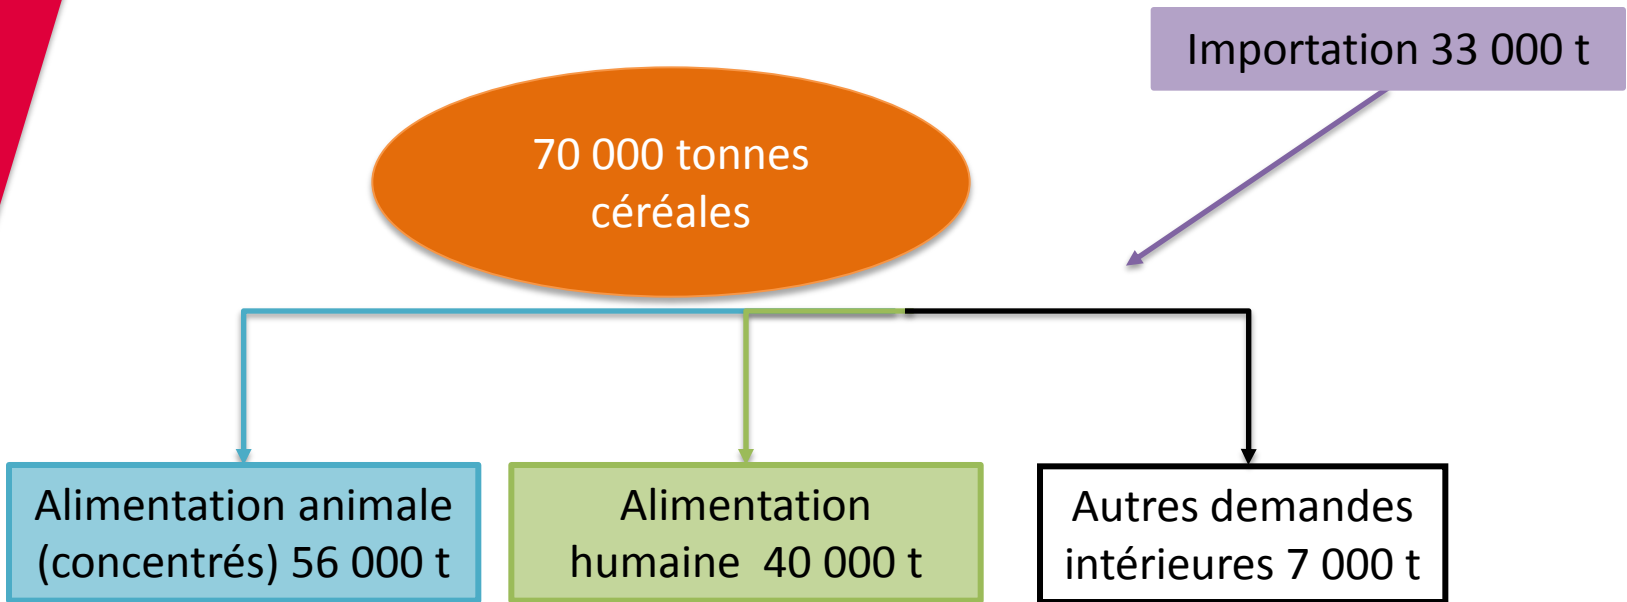 Importation 33 000 t
70 000 tonnes
céréales
Alimentation animale
(concentrés) 56 000 t
Alimentation
humaine 40 000 t
Autres demandes
intérieures 7 000 t